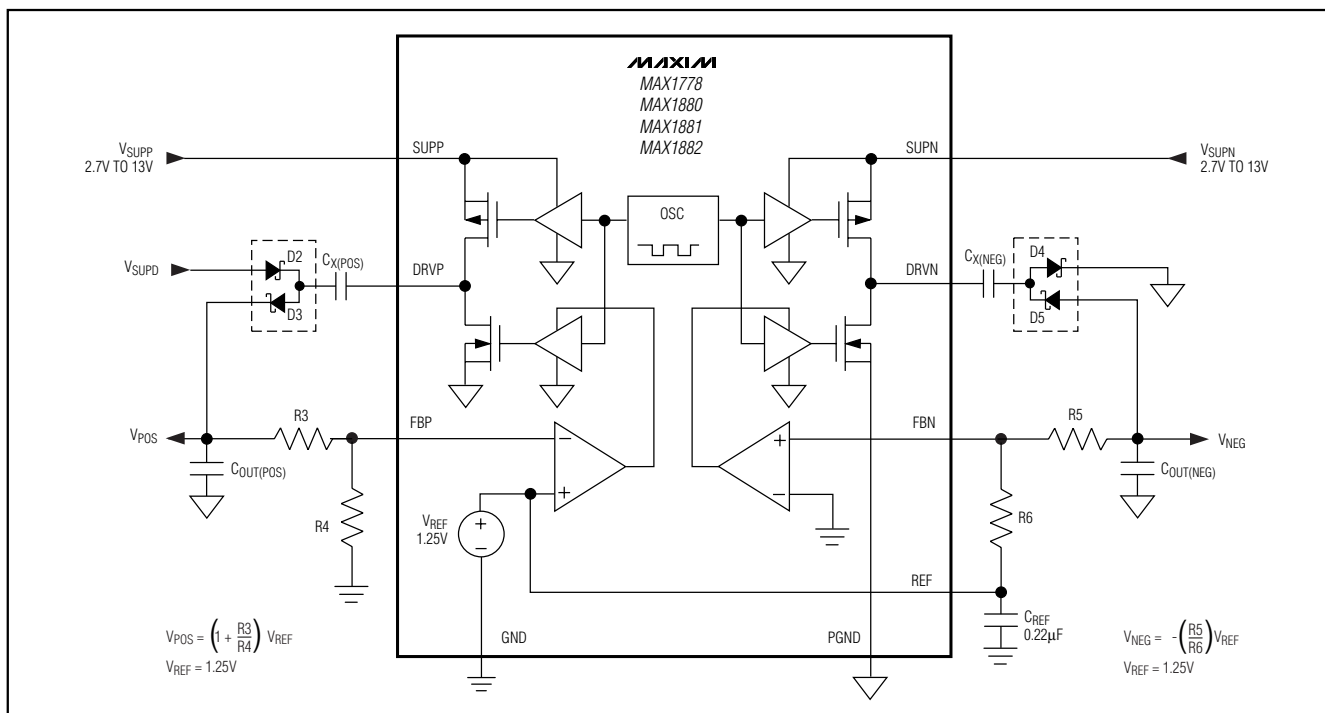 MAXIM
MAX1778
MAX1880
MAX1881
MAX1882
VSUPP
2.7V TO 13V
SUPP
SUPN
VSUPN
2.7V TO 13V
OSC
VSUPD
D2
D3
CX(POS)
DRVP
DRVN
CX(NEG)
D4
D5
VPOS
R3
FBP
FBN
R5
VNEG
COUT(POS)
COUT(NEG)
R4
−
+
+
−
VREF
1.25V
+
−
R6
REF
CREF
0.22µF
GND
PGND
VPOS = (1 + R3/R4) VREF
VREF = 1.25V
VNEG = -(R5/R6) VREF
VREF = 1.25V